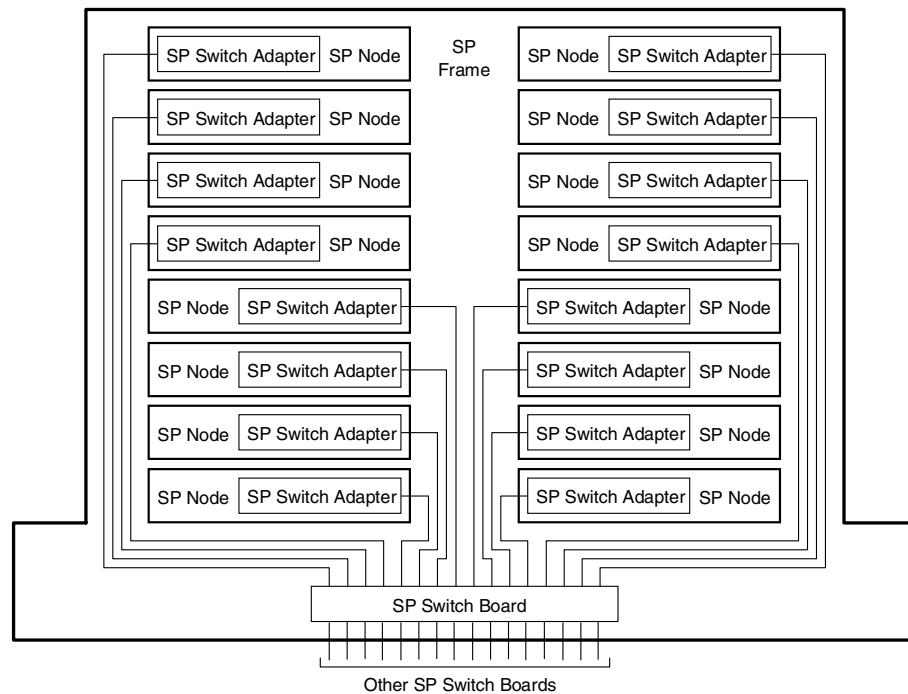 SP Switch Adapter SP Node
SP Node SP Switch Adapter
SP
Frame
SP Switch Adapter SP Node
SP Node SP Switch Adapter
SP Switch Adapter SP Node
SP Node SP Switch Adapter
SP Switch Adapter SP Node
SP Node SP Switch Adapter
SP Node SP Switch Adapter
SP Switch Adapter SP Node
SP Node SP Switch Adapter
SP Switch Adapter SP Node
SP Node SP Switch Adapter
SP Switch Adapter SP Node
SP Node SP Switch Adapter
SP Switch Adapter SP Node
SP Switch Board
Other SP Switch Boards